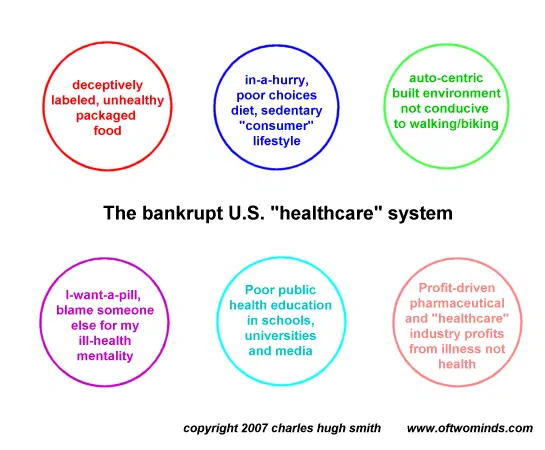 deceptively
labeled, unhealthy
packaged
food
in-a-hurry,
poor choices
diet, sedentary
"consumer"
lifestyle
auto-centric
built environment
not conducive
to walking/biking
The bankrupt U.S. "healthcare" system
I-want-a-pill,
blame someone
else for my
ill-health
mentality
Poor public
health education
in schools,
universities
and media
Profit-driven
pharmaceutical
and "healthcare"
industry profits
from illness not
health
copyright 2007 charles hugh smith www.oftwominds.com